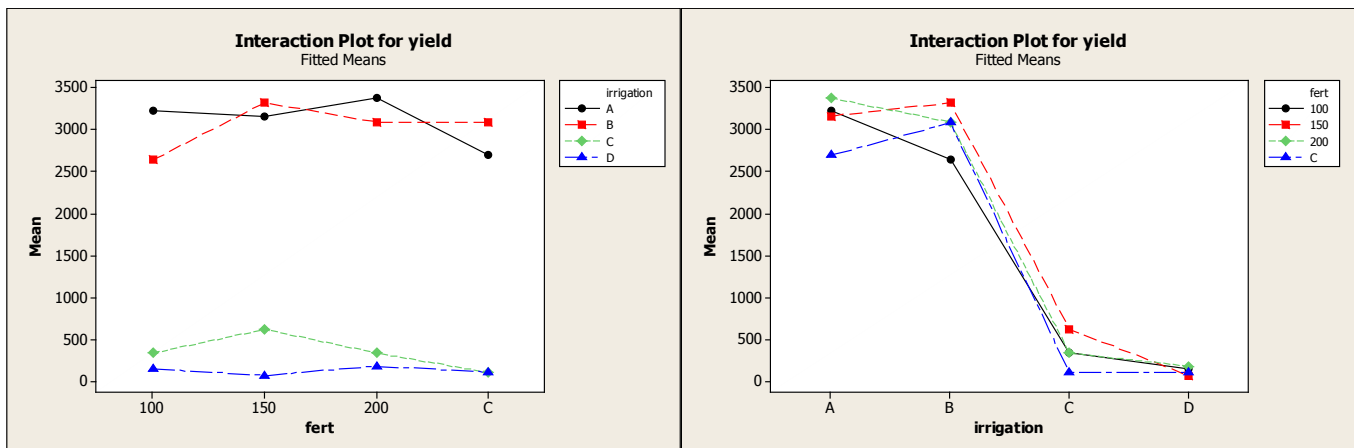 Interaction Plot for yield
Fitted Means
3500
3000
2500
2000
1500
1000
500
0
Mean
100 150 200 C
fert
irrigation
A
B
C
D
Interaction Plot for yield
Fitted Means
3500
3000
2500
2000
1500
1000
500
0
Mean
A B C D
irrigation
fert
100
150
200
C